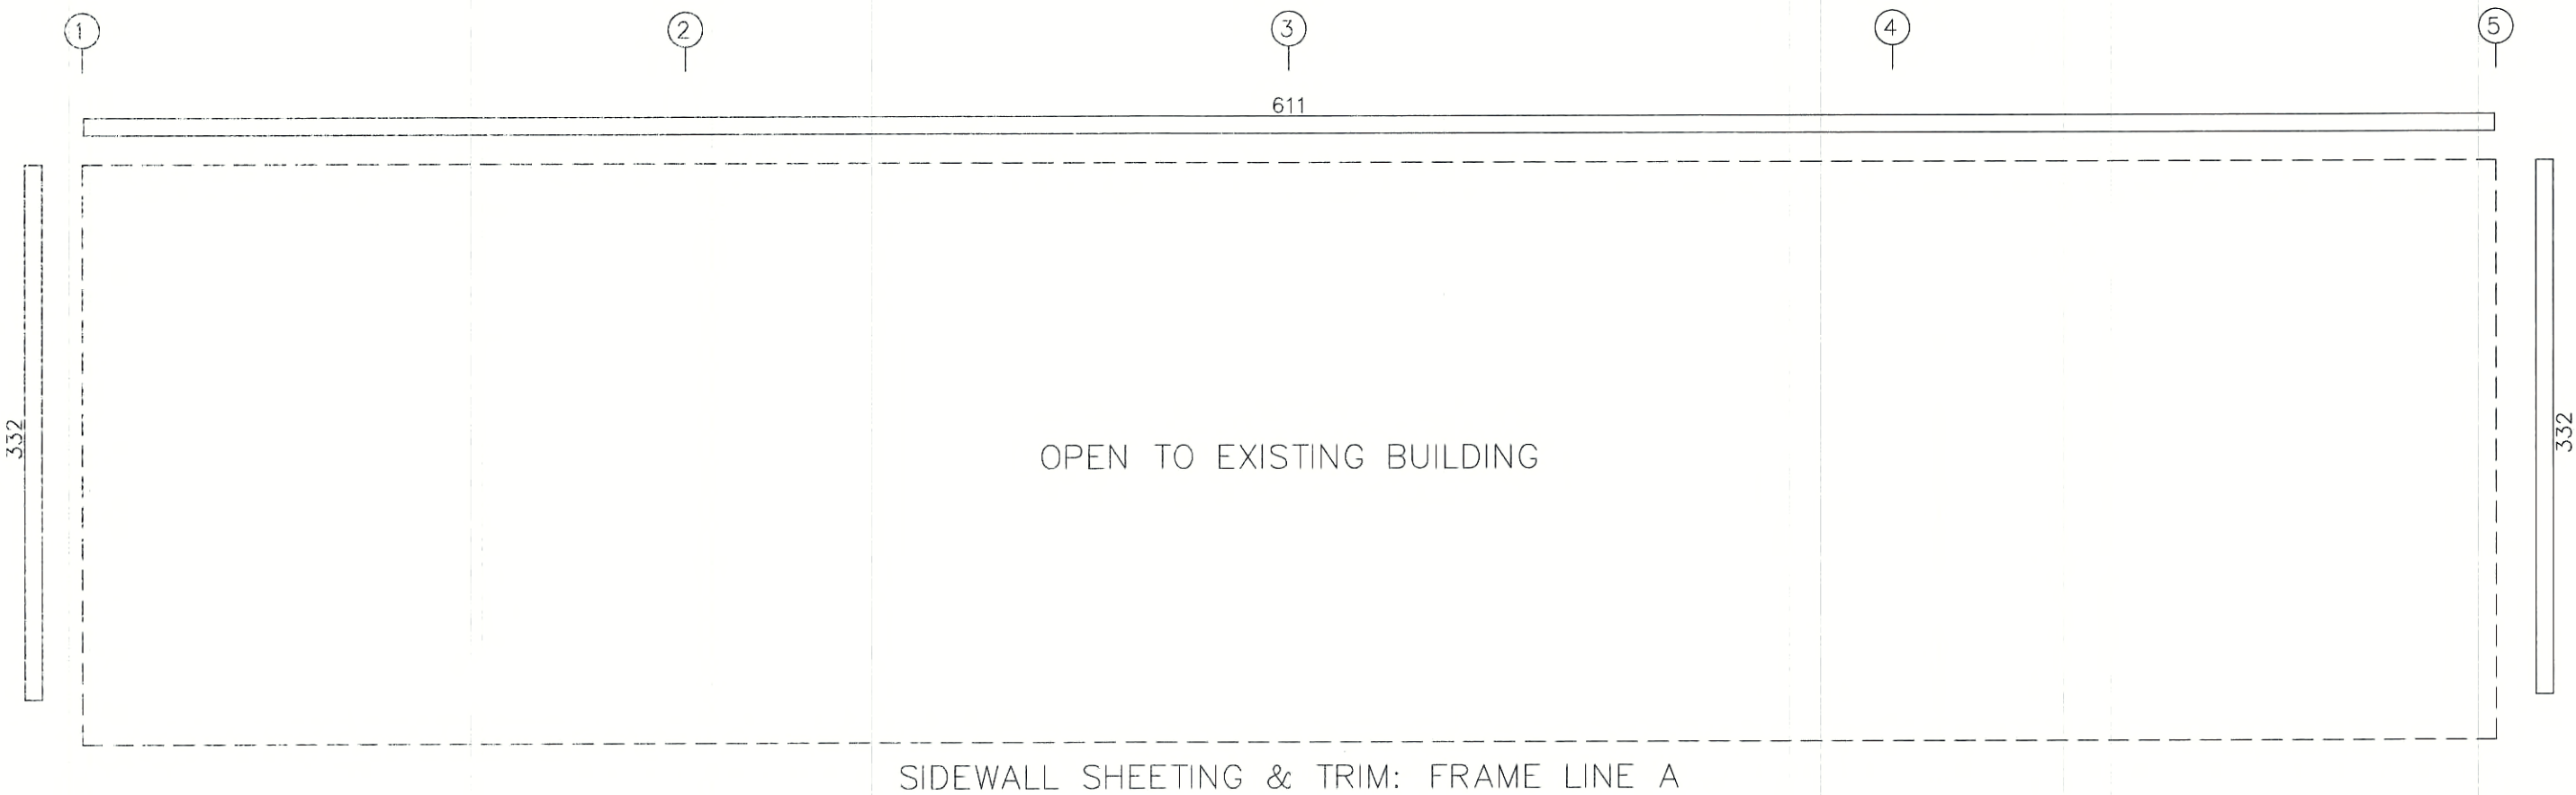 1 2 3 4 5
611
332
332
OPEN TO EXISTING BUILDING
SIDEWALL SHEETING & TRIM: FRAME LINE A